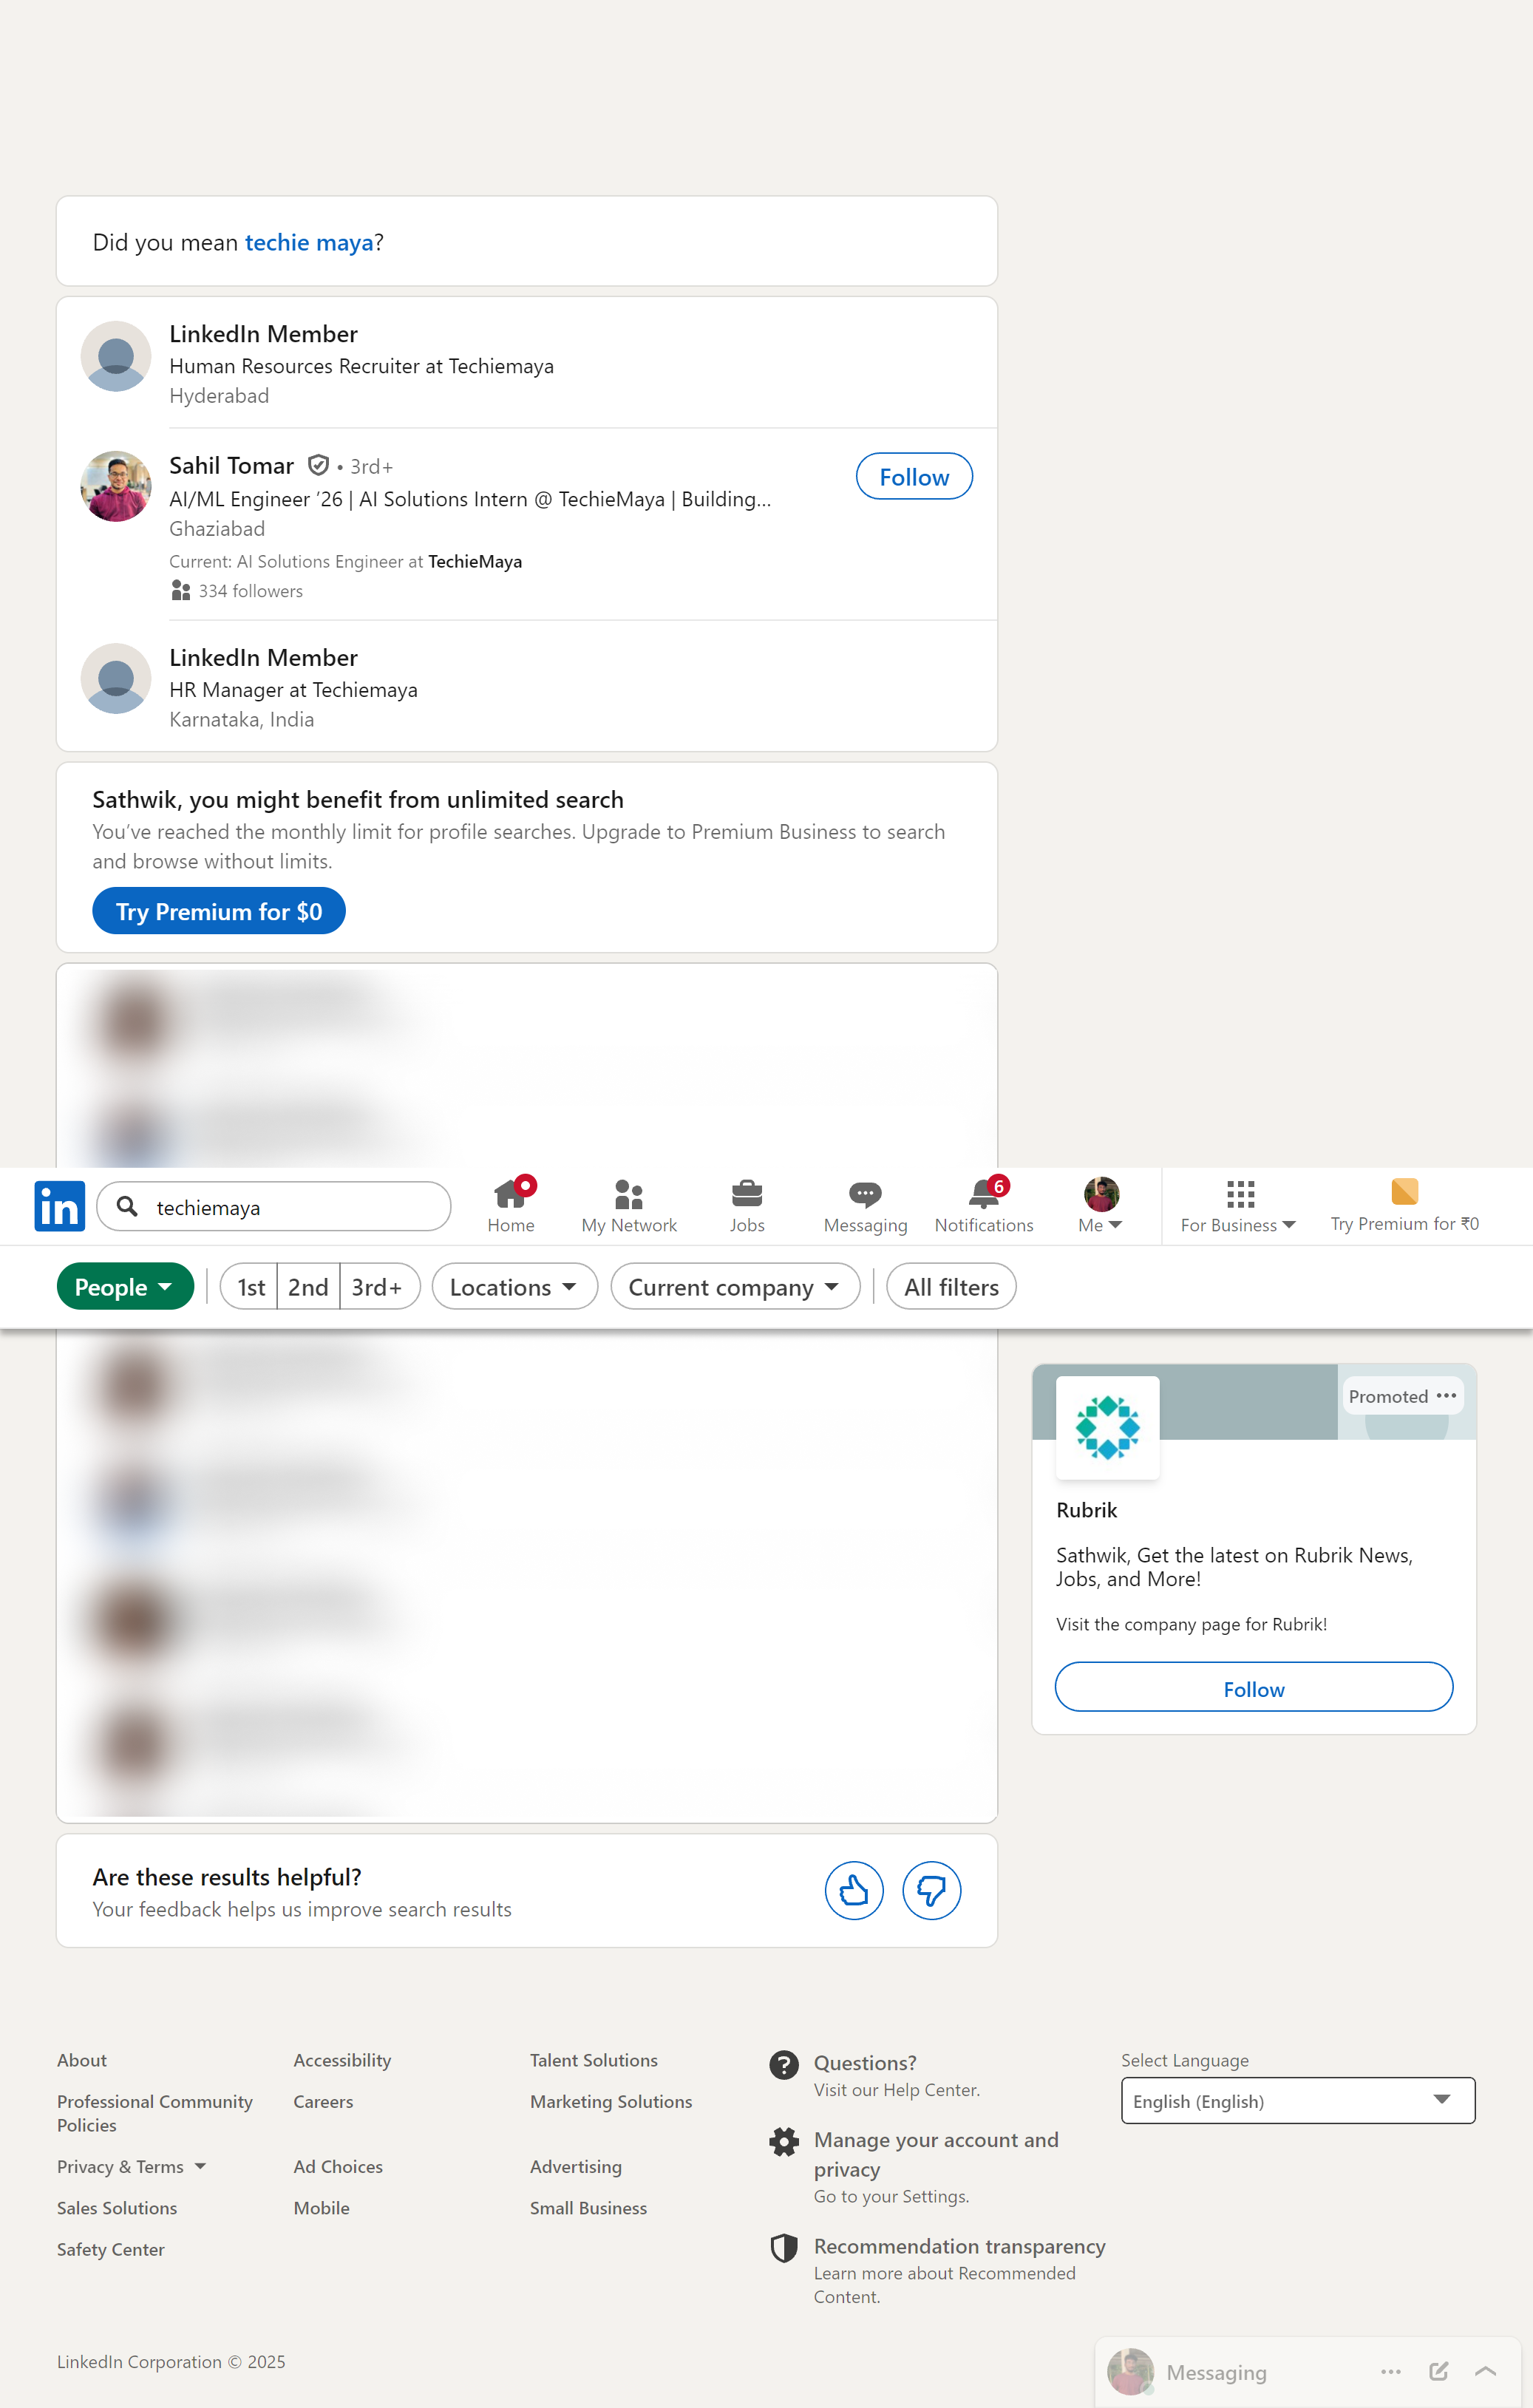 Did you mean techie maya?
LinkedIn Member
Human Resources Recruiter at Techiemaya
Hyderabad
Sahil Tomar • 3rd+
Follow
AI/ML Engineer ’26 | AI Solutions Intern @ TechieMaya | Building...
Ghaziabad
Current: AI Solutions Engineer at TechieMaya
334 followers
LinkedIn Member
HR Manager at Techiemaya
Karnataka, India
Sathwik, you might benefit from unlimited search
You’ve reached the monthly limit for profile searches. Upgrade to Premium Business to search
and browse without limits.
Try Premium for $0
in
techiemaya
Home
My Network
Jobs
Messaging
6
Notifications
Me
For Business
Try Premium for ₹0
People
1st
2nd
3rd+
Locations
Current company
All filters
Promoted
Rubrik
Sathwik, Get the latest on Rubrik News,
Jobs, and More!
Visit the company page for Rubrik!
Follow
Are these results helpful?
Your feedback helps us improve search results
About
Accessibility
Talent Solutions
Professional Community
Policies
Careers
Marketing Solutions
Privacy & Terms
Ad Choices
Advertising
Sales Solutions
Mobile
Small Business
Safety Center
Questions?
Visit our Help Center.
Manage your account and
privacy
Go to your Settings.
Recommendation transparency
Learn more about Recommended
Content.
Select Language
English (English)
LinkedIn Corporation © 2025
Messaging